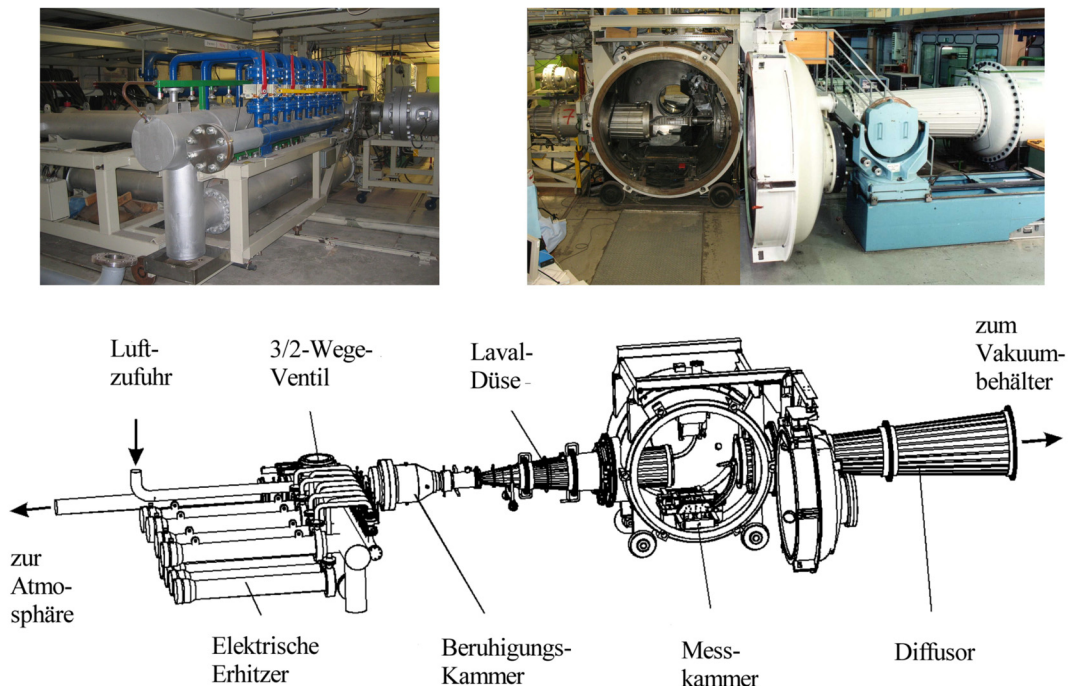 Luft-
zufuhr
3/2-Wege-
Ventil
Laval-
Düse
zum
Vakuum-
behälter
zur
Atmo-
sphäre
Elektrische
Erhitzer
Beruhigungs-
Kammer
Mess-
kammer
Diffusor